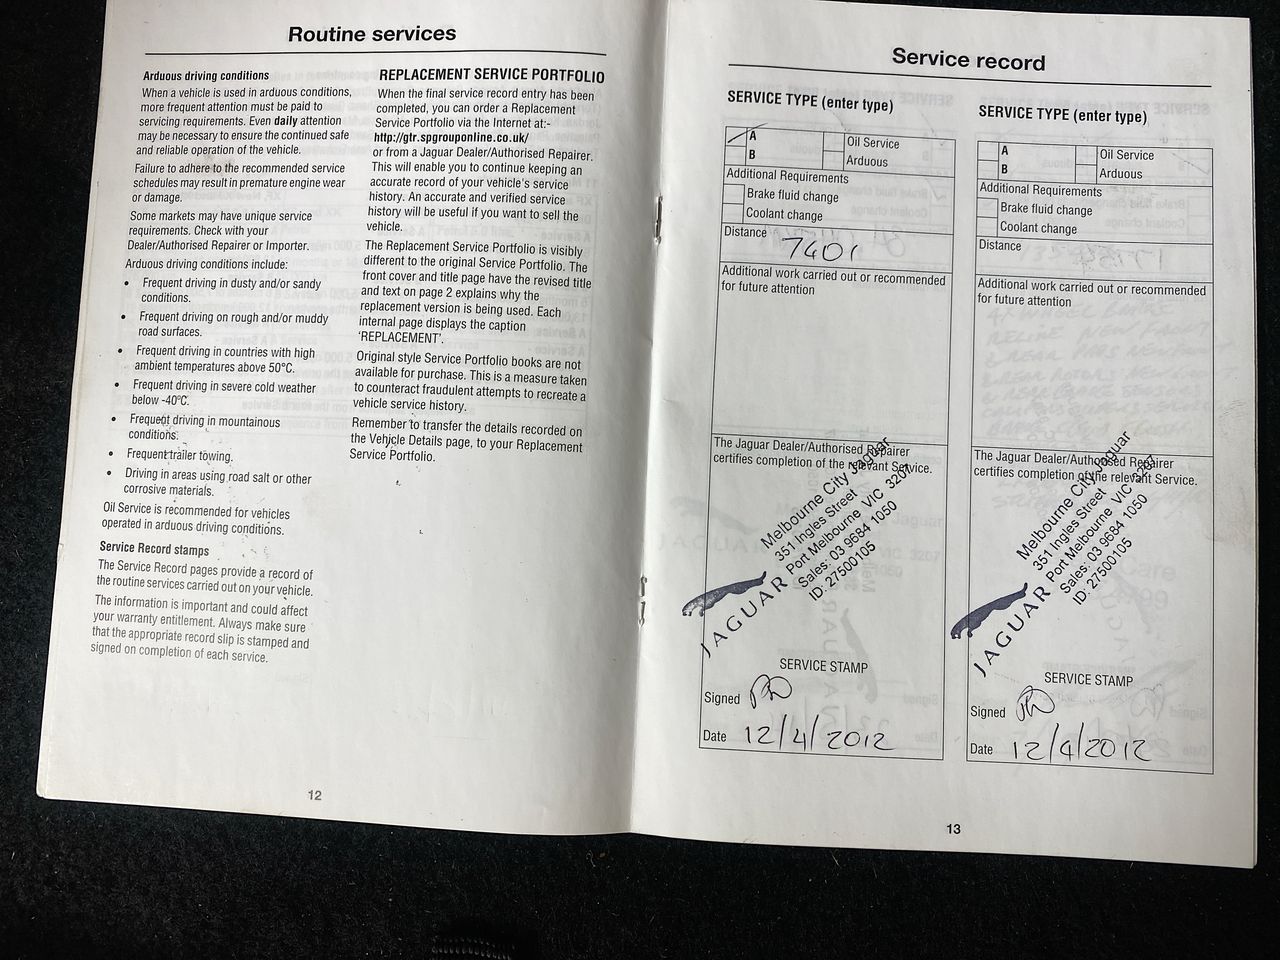 Routine services
Arduous driving conditions
When a vehicle is used in arduous conditions,
more frequent attention must be paid to
servicing requirements. Even daily attention
may be necessary to ensure the continued safe
and reliable operation of the vehicle.
Failure to adhere to the recommended service
schedules may result in premature engine wear
or damage.
Some markets may have unique service
requirements. Check with your
Dealer/Authorised Repairer or Importer.
Arduous driving conditions include:
• Frequent driving in dusty and/or sandy
conditions.
• Frequent driving on rough and/or muddy
road surfaces.
• Frequent driving in countries with high
ambient temperatures above 50°C.
• Frequent driving in severe cold weather
below -40°C.
• Frequent driving in mountainous
conditions.
• Frequent trailer towing.
• Driving in areas using road salt or other
corrosive materials.
Oil Service is recommended for vehicles
operated in arduous driving conditions.
Service Record stamps
The Service Record pages provide a record of
the routine services carried out on your vehicle.
The information is important and could affect
your warranty entitlement. Always make sure
that the appropriate record slip is stamped and
signed on completion of each service.
REPLACEMENT SERVICE PORTFOLIO
When the final service record entry has been
completed, you can order a Replacement
Service Portfolio via the Internet at:-
http://gtr.spgrouponline.co.uk/
or from a Jaguar Dealer/Authorised Repairer.
This will enable you to continue keeping an
accurate record of your vehicle's service
history. An accurate and verified service
history will be useful if you want to sell the
vehicle.
The Replacement Service Portfolio is visibly
different to the original Service Portfolio. The
front cover and title page have the revised title
and text on page 2 explains why the
replacement version is being used. Each
internal page displays the caption
'REPLACEMENT'.
Original style Service Portfolio books are not
available for purchase. This is a measure taken
to counteract fraudulent attempts to recreate a
vehicle service history.
Remember to transfer the details recorded on
the Vehicle Details page, to your Replacement
Service Portfolio.
12
Service record
SERVICE TYPE (enter type)
A Oil Service
B Arduous
Additional Requirements
Brake fluid change
Coolant change
Distance
7401
Additional work carried out or recommended
for future attention
The Jaguar Dealer/Authorised Repairer
certifies completion of the relevant Service.
Melbourne City Jaguar
351 Ingles Street
Port Melbourne VIC 3207
Sales: 03 9684 1050
ID: 27500105
JAGUAR
SERVICE STAMP
Signed
Date 12/4/2012
SERVICE TYPE (enter type)
A Oil Service
B Arduous
Additional Requirements
Brake fluid change
Coolant change
Distance
Additional work carried out or recommended
for future attention
The Jaguar Dealer/Authorised Repairer
certifies completion of the relevant Service.
Melbourne City Jaguar
351 Ingles Street
Port Melbourne VIC 3207
Sales: 03 9684 1050
ID: 27500105
JAGUAR
SERVICE STAMP
Signed
Date 12/4/2012
13